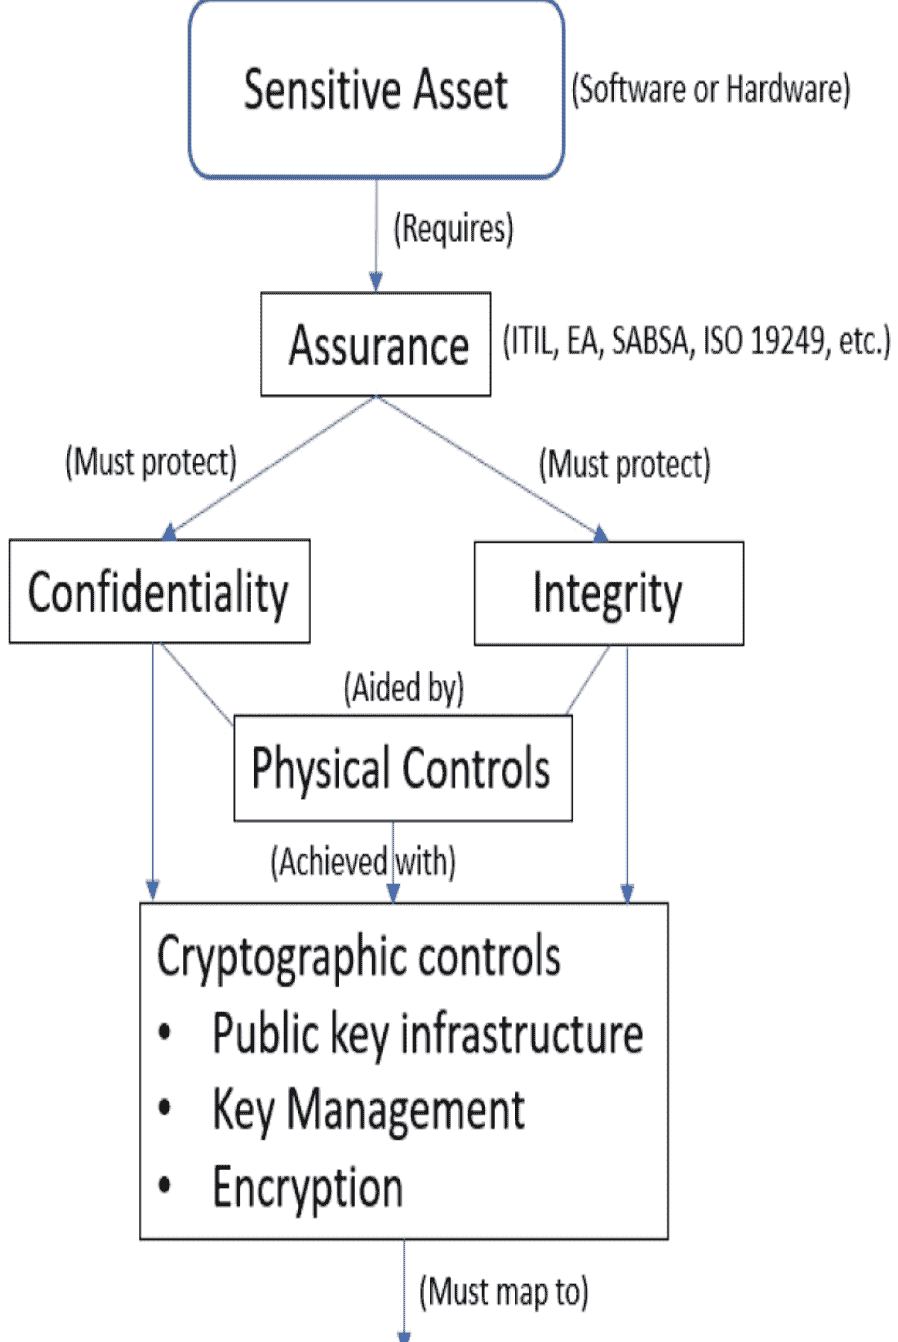 Sensitive Asset
(Software or Hardware)
(Requires)
Assurance
(ITIL, EA, SABSA, ISO 19249, etc.)
(Must protect)
(Must protect)
Confidentiality
Integrity
(Aided by)
Physical Controls
(Achieved with)
Cryptographic controls
• Public key infrastructure
• Key Management
• Encryption
(Must map to)